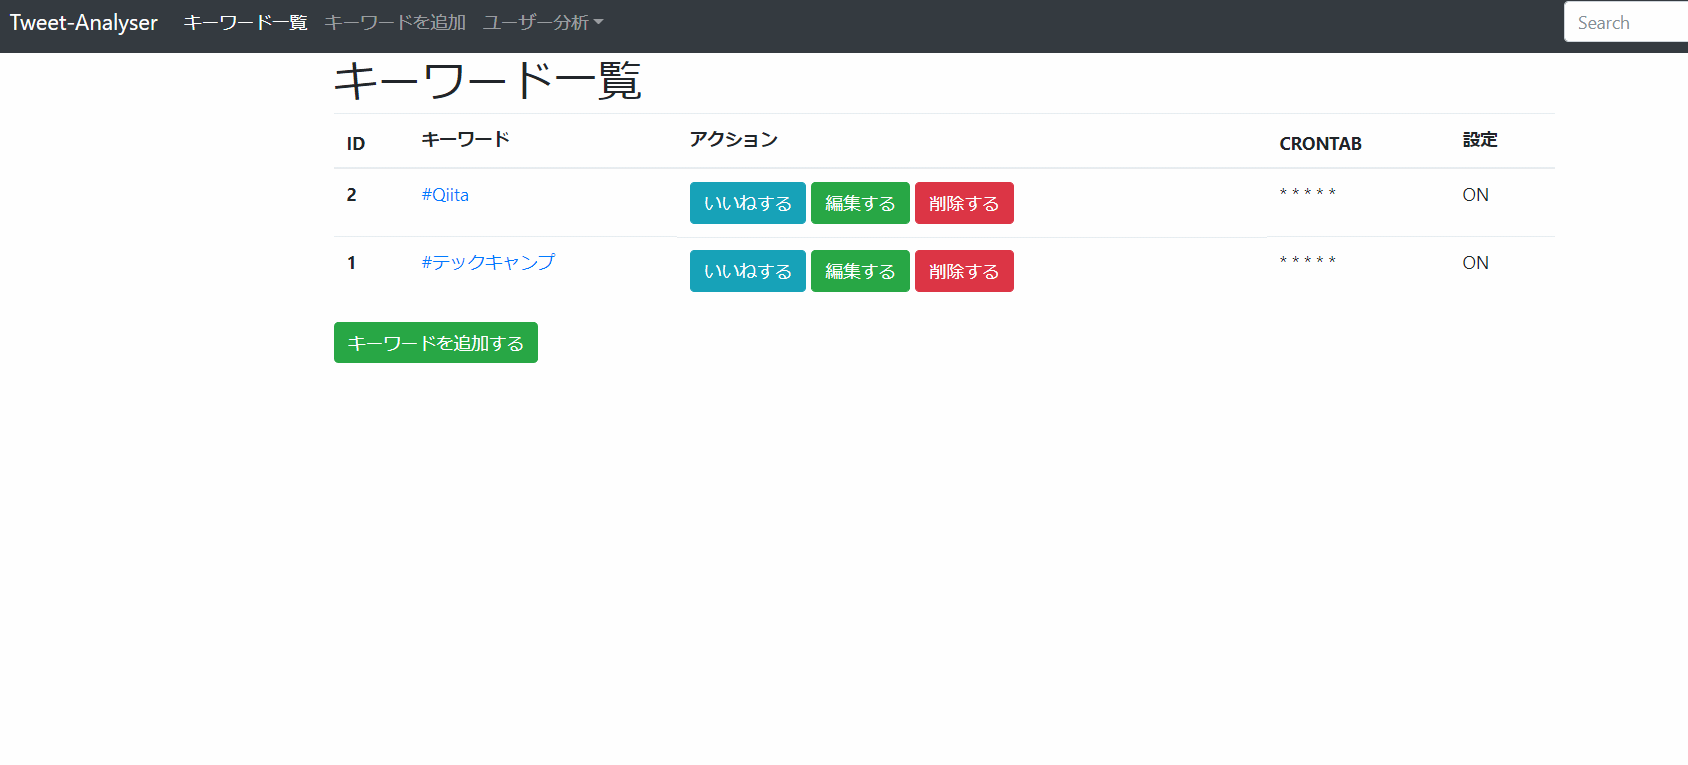 Tweet-Analyser キーワード一覧 キーワードを追加 ユーザー分析 Search
キーワード一覧
ID キーワード アクション CRONTAB 設定
2 #Qiita いいねする 編集する 削除する * * * * * ON
1 #テックキャンプ いいねする 編集する 削除する * * * * * ON
キーワードを追加する